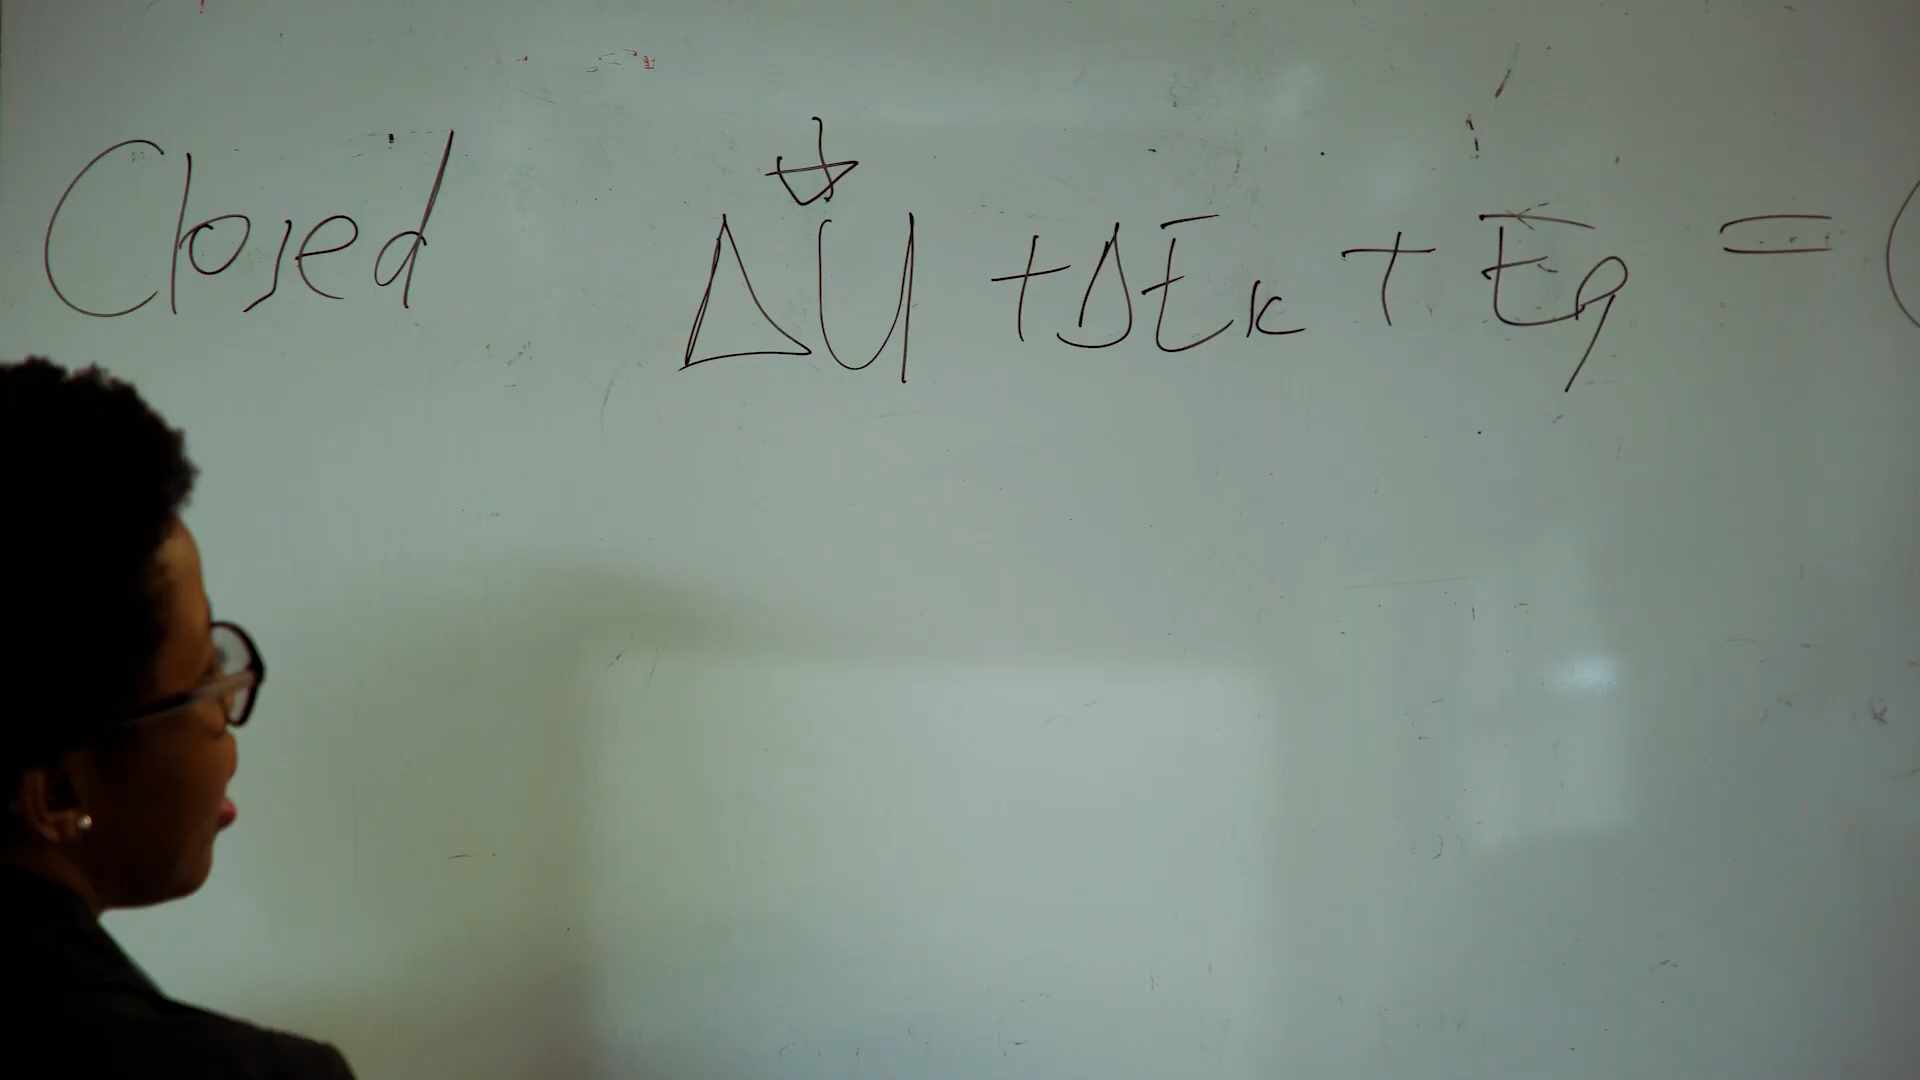 Closed ΔU + ΔEk + Eq =